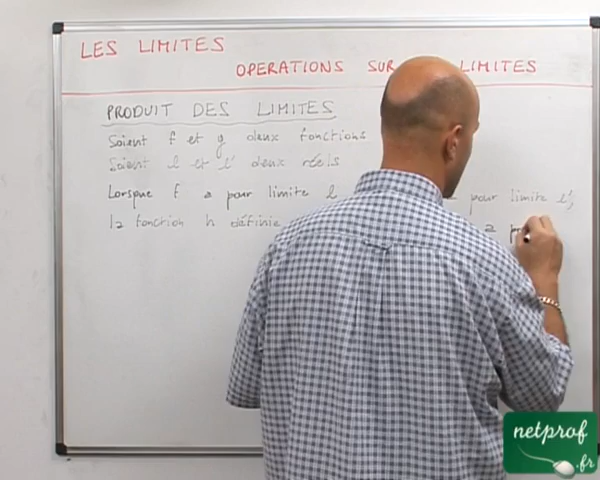 LES LIMITES
OPERATIONS SUR LIMITES
PRODUIT DES LIMITES
Soient f et g deux fonctions
Soient l et l' deux réels
Lorsque f a pour limite l pour limite l',
la fonction h définie a
netprof
.fr